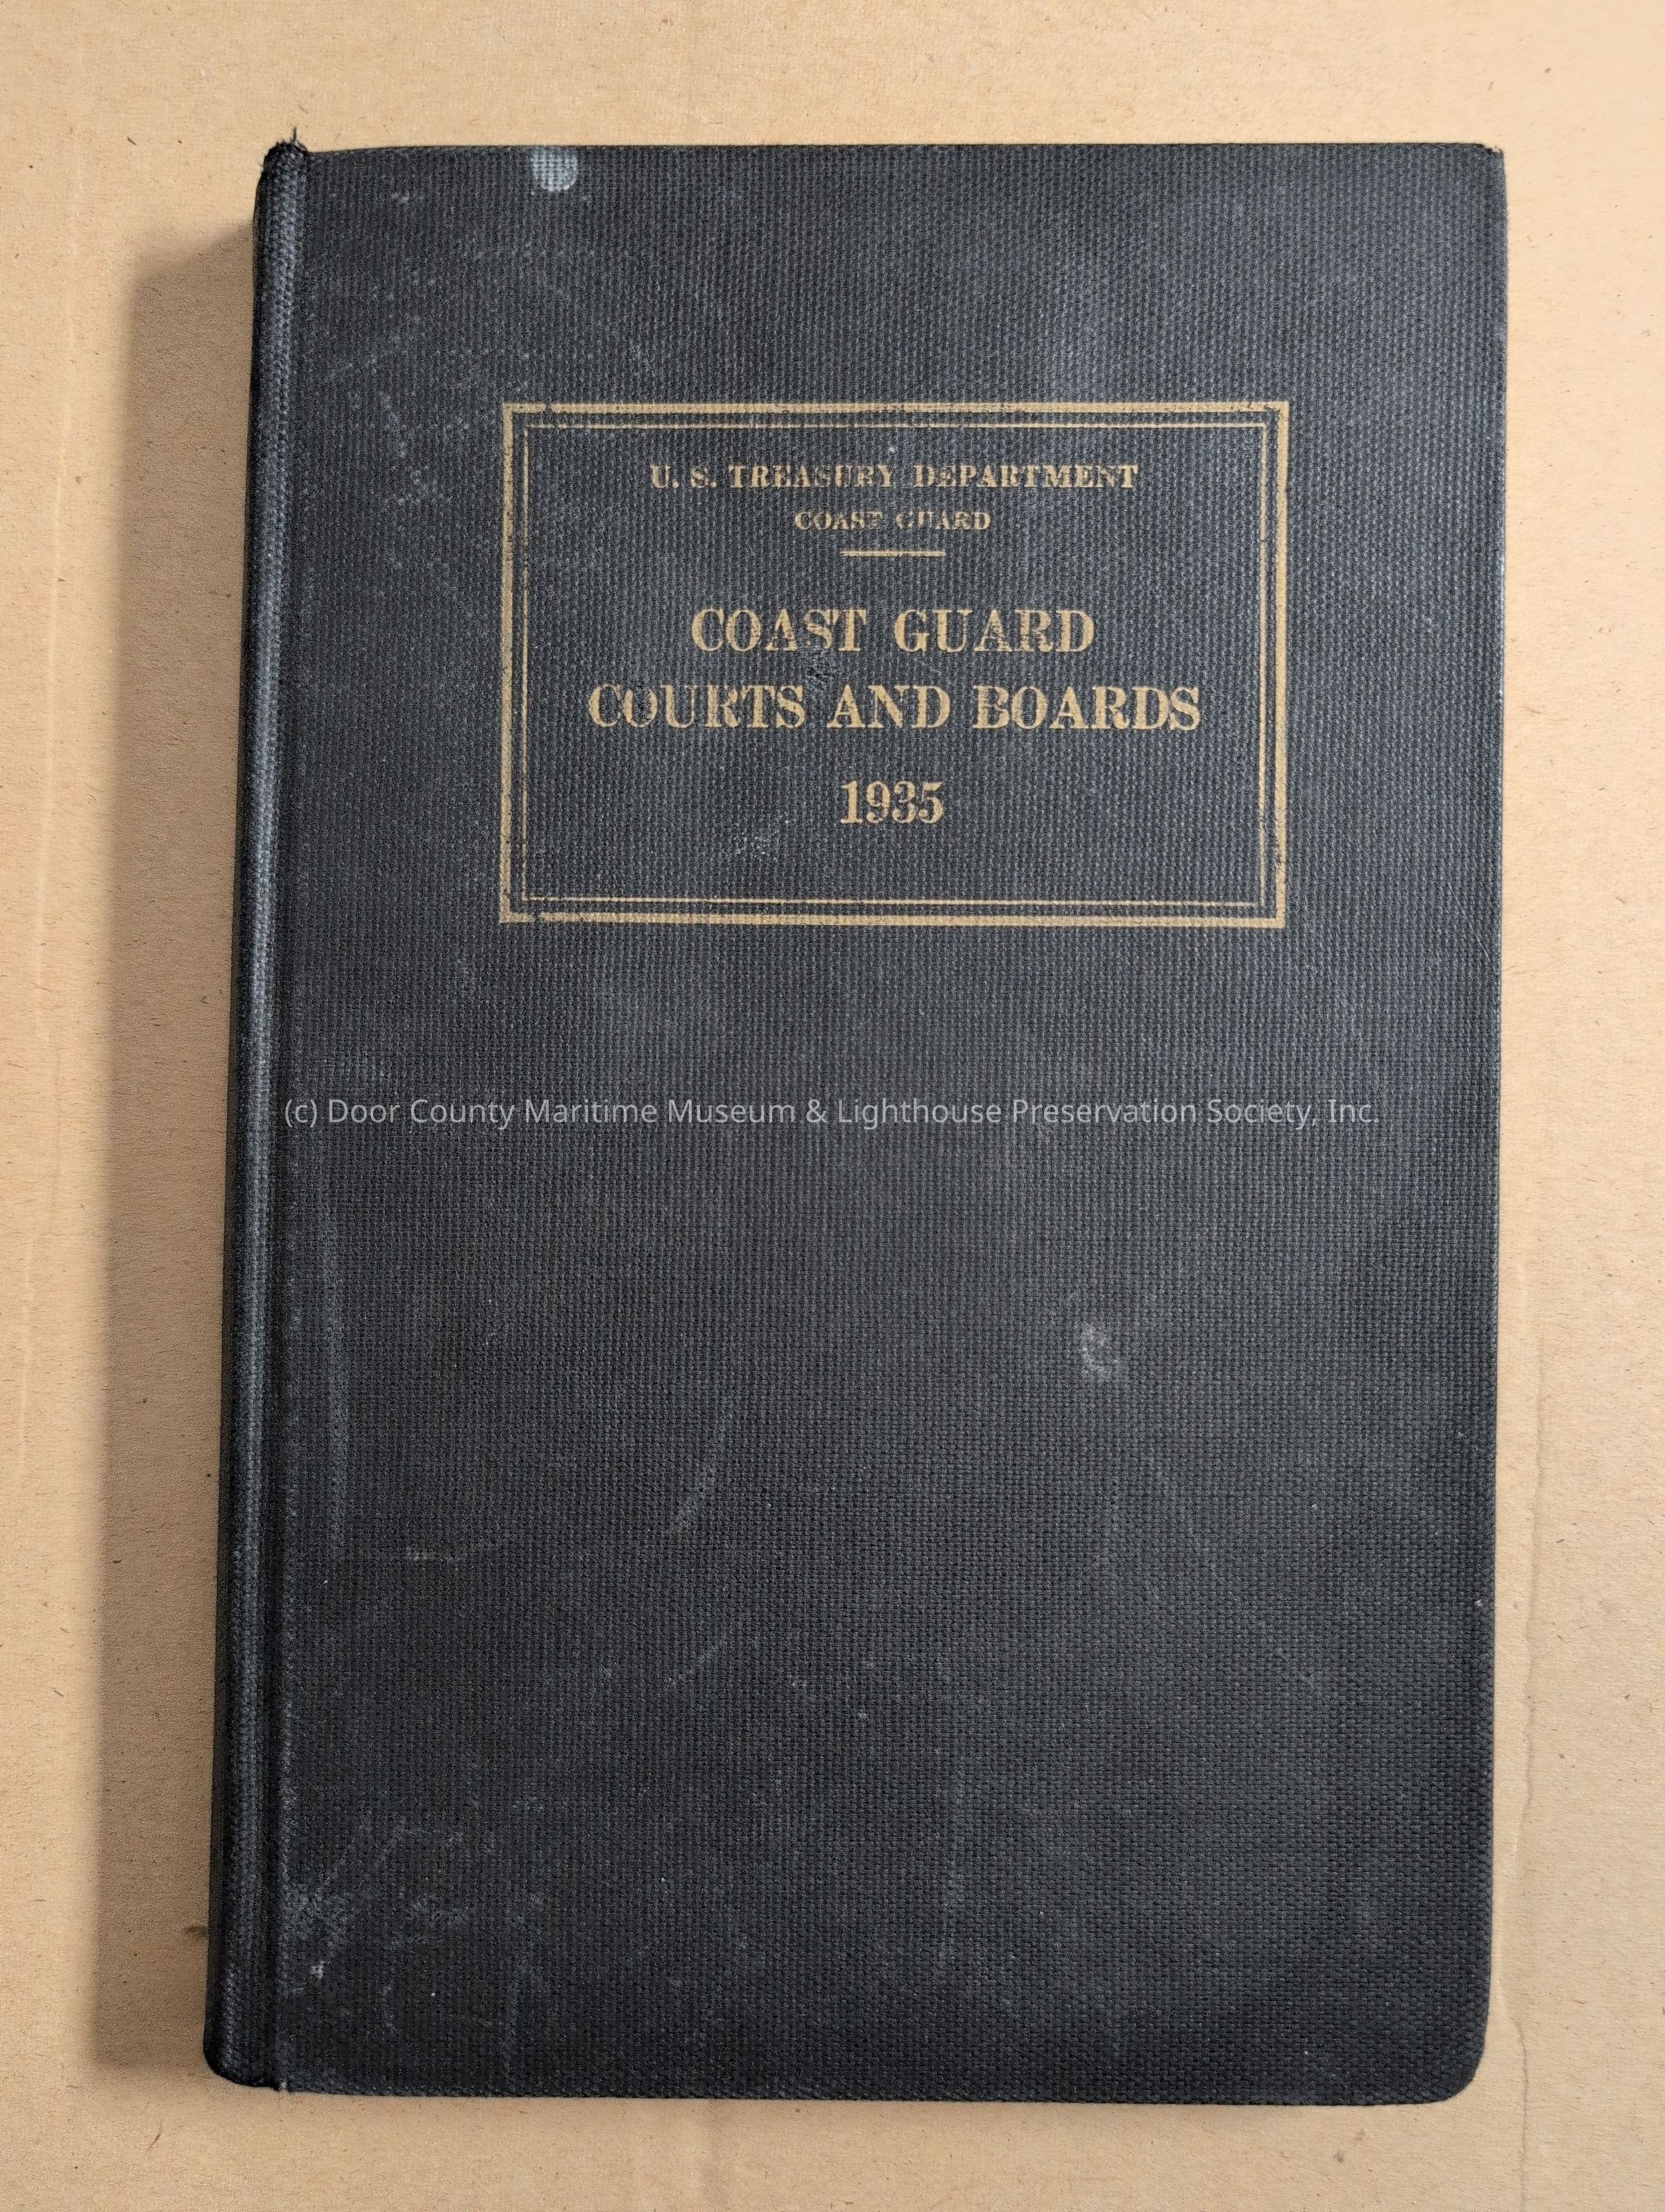 U. S. TREASURY DEPARTMENT
COAST GUARD
COAST GUARD
COURTS AND BOARDS
1935
(c) Door County Maritime Museum & Lighthouse Preservation Society, Inc.